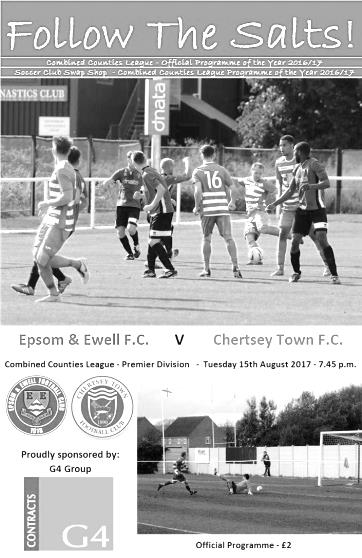 Follow The Salts!
Combined Counties League - Official Programme of the Year 2016/17
Soccer Club Swap Shop - Combined Counties League Programme of the Year 2016/17
NASTICS CLUB
dnata
16
Epsom & Ewell F.C. V Chertsey Town F.C.
Combined Counties League - Premier Division - Tuesday 15th August 2017 - 7.45 p.m.
EPSOM & EWELL FOOTBALL CLUB
E E
CHERTSEY TOWN
FOOTBALL CLUB
1890
Proudly sponsored by:
G4 Group
CONTRACTS
G4
Official Programme - £2